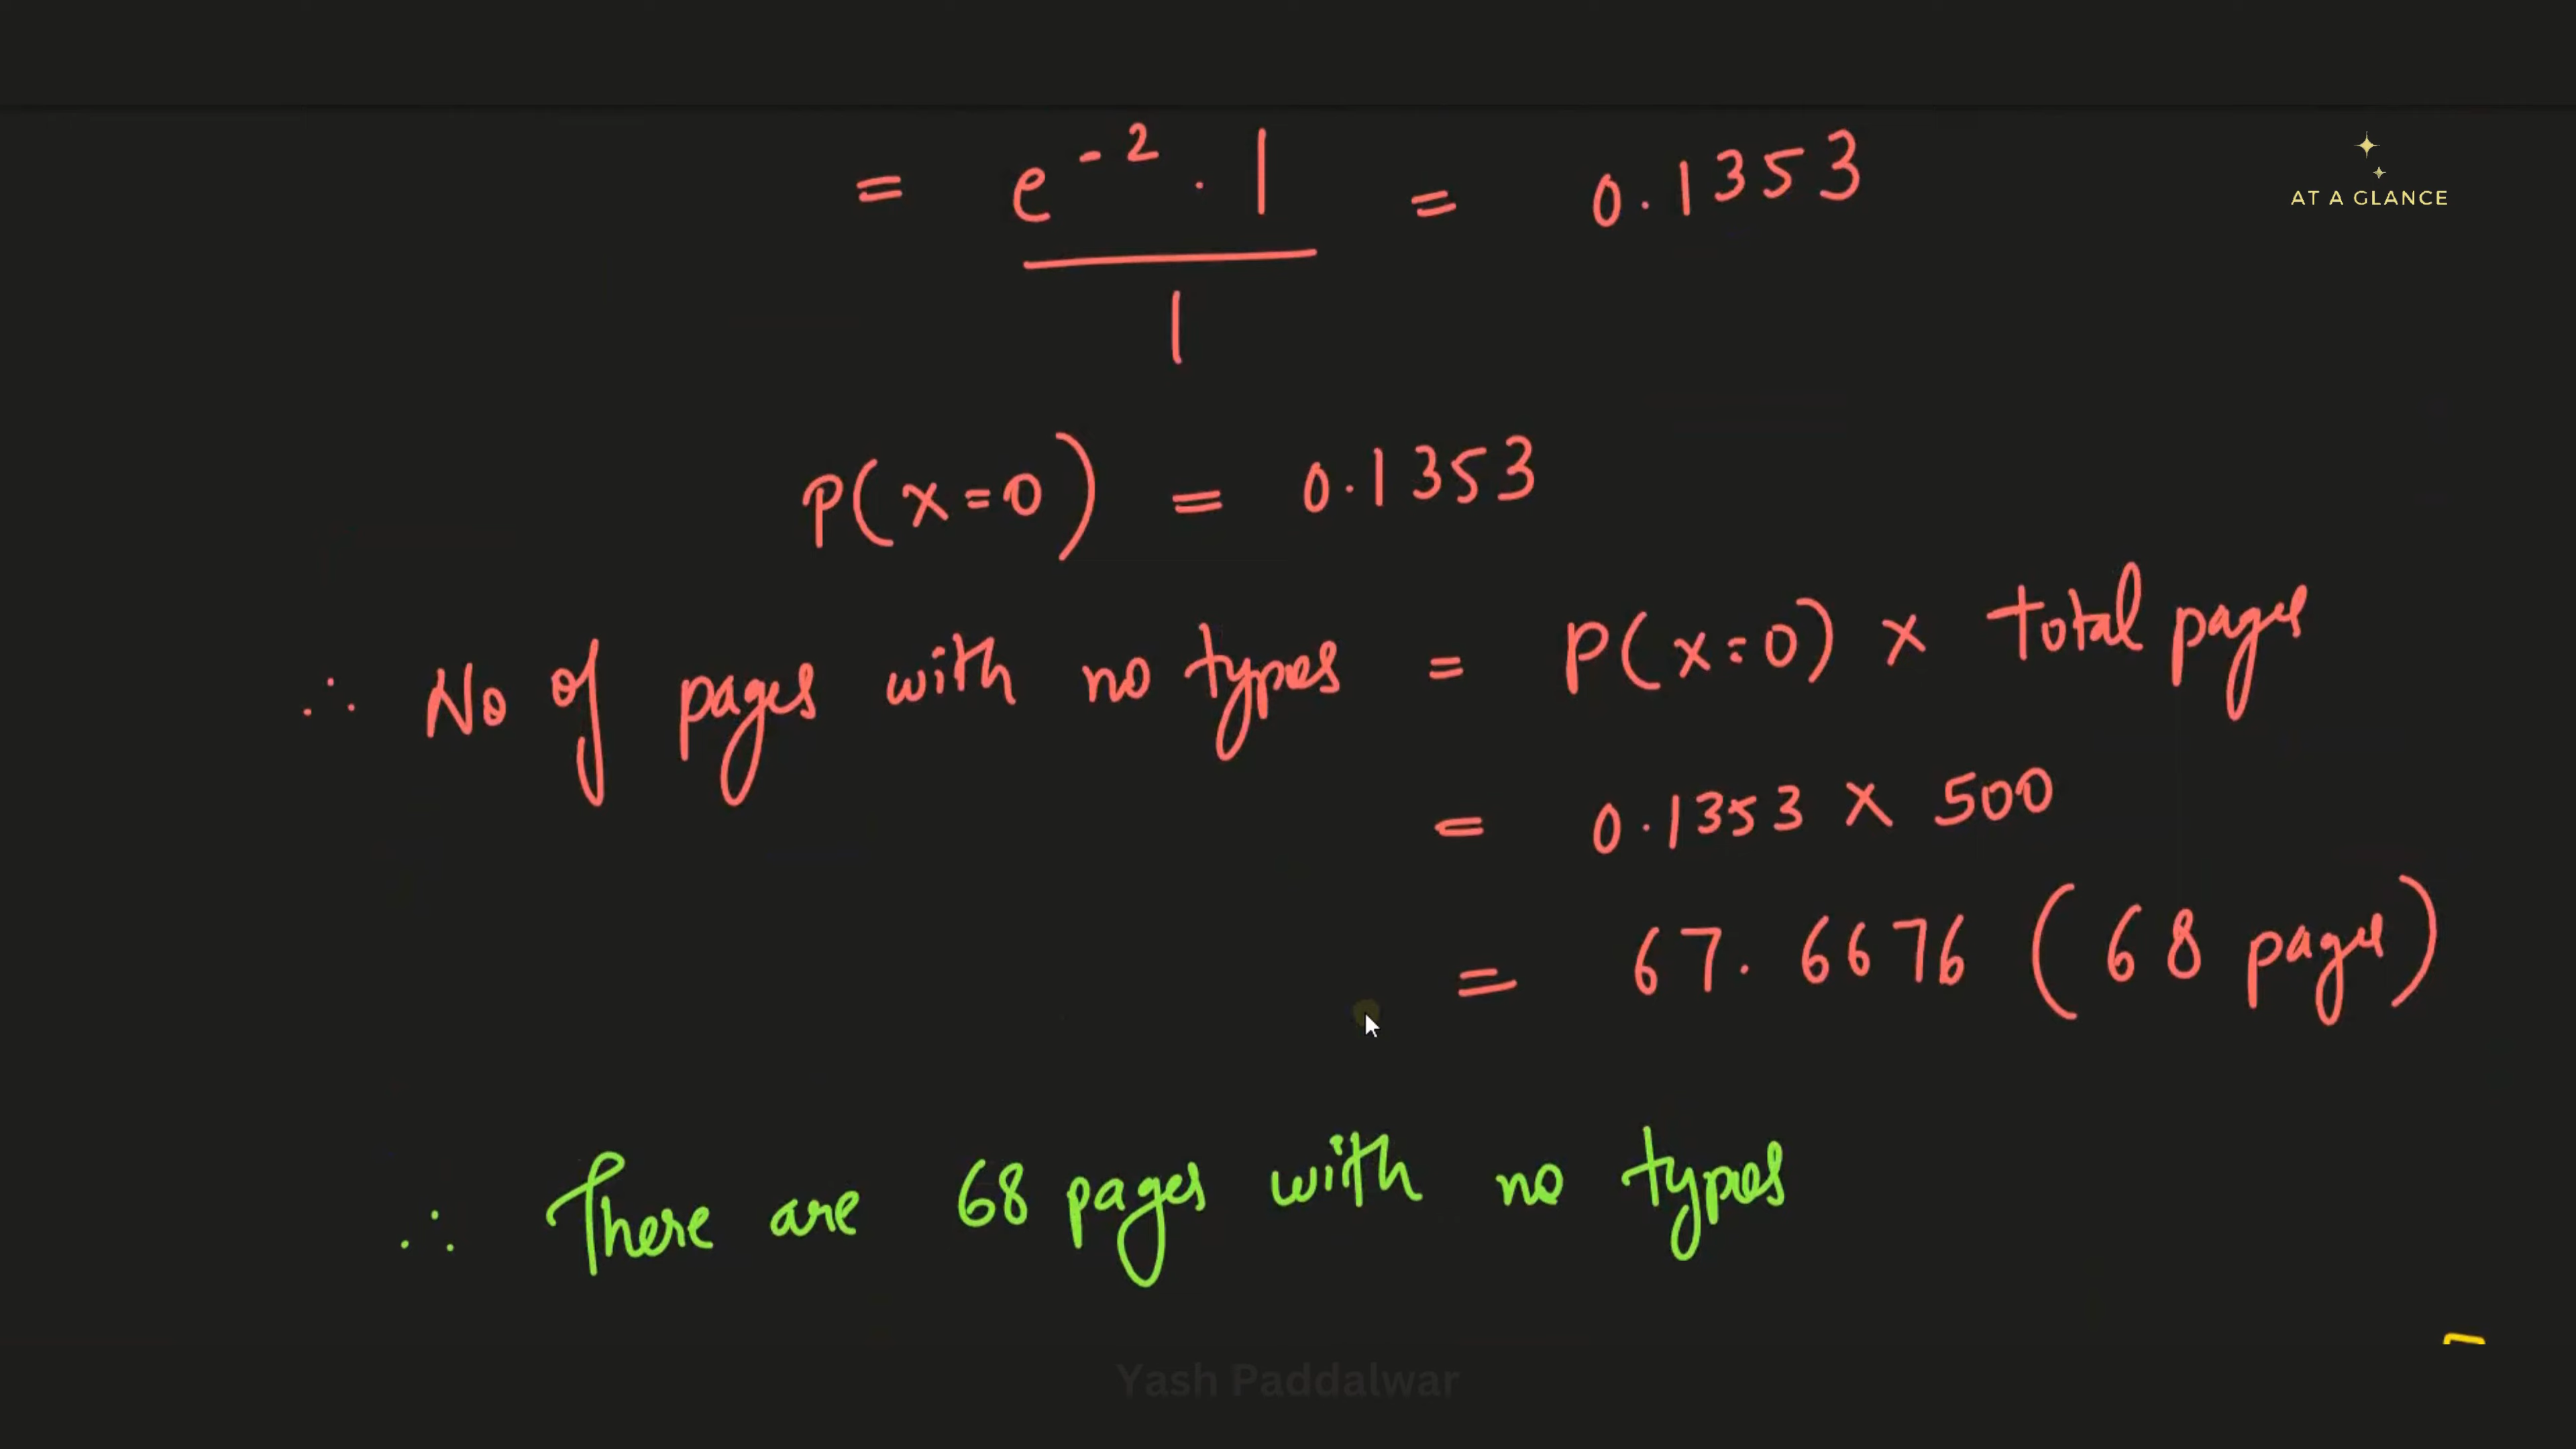 = e^-2 · 1 / 1 = 0.1353
AT A GLANCE
P(x=0) = 0.1353
∴ No of pages with no types = P(x=0) × total pages
= 0.1353 × 500
= 67.6676 (68 pages)
∴ There are 68 pages with no types
Yash Paddalwar